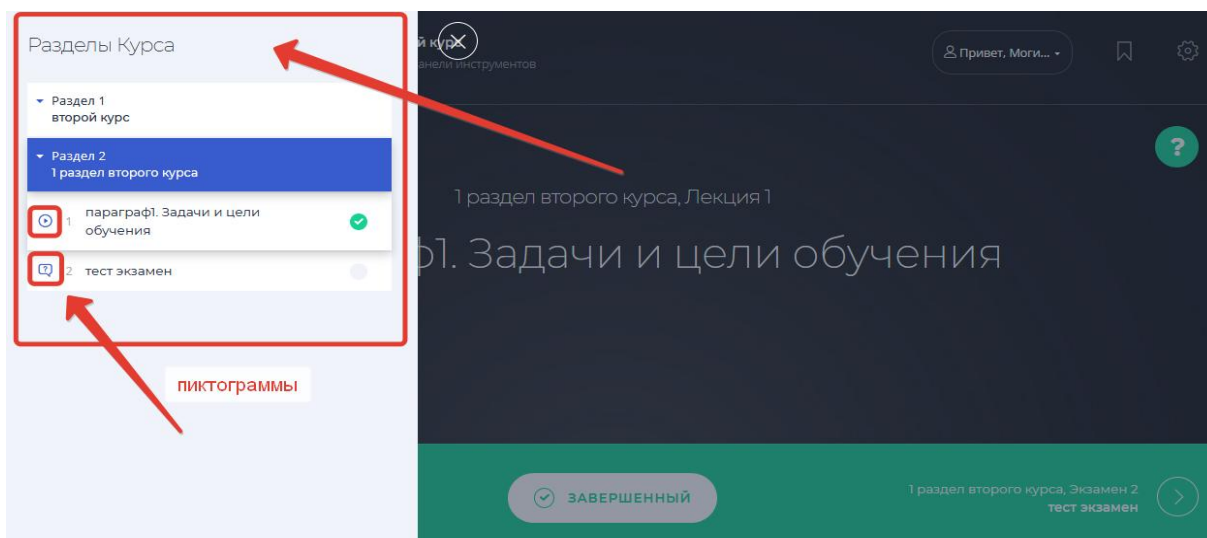 Разделы Курса
Раздел 1
второй курс
Раздел 2
1 раздел второго курса
1 параграф1. Задачи и цели
обучения
2 тест экзамен
пиктограммы
й курс
анели инструментов
Привет, Моги...
?
1 раздел второго курса, Лекция 1
ф1. Задачи и цели обучения
ЗАВЕРШЕННЫЙ
1 раздел второго курса, Экзамен 2
тест экзамен